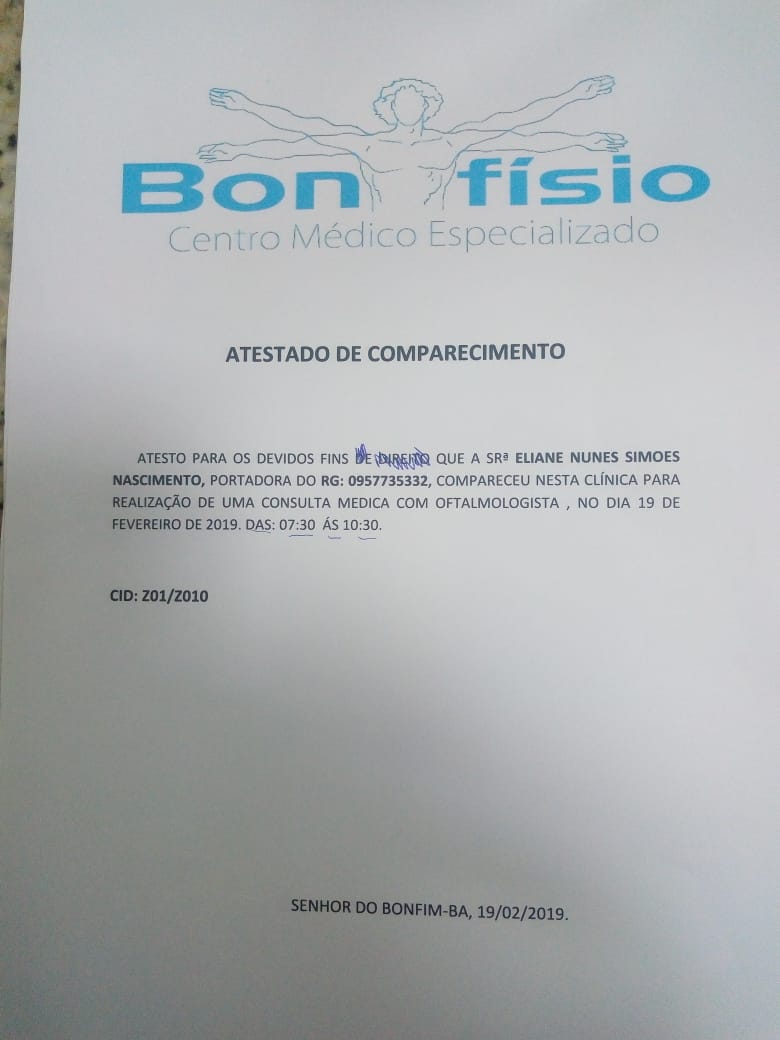 Bon físio
Centro Médico Especializado
ATESTADO DE COMPARECIMENTO
ATESTO PARA OS DEVIDOS FINS DE DIREITO QUE A SRª ELIANE NUNES SIMOES
NASCIMENTO, PORTADORA DO RG: 0957735332, COMPARECEU NESTA CLÍNICA PARA
REALIZAÇÃO DE UMA CONSULTA MEDICA COM OFTALMOLOGISTA , NO DIA 19 DE
FEVEREIRO DE 2019. DAS: 07:30 ÁS 10:30.
CID: Z01/Z010
SENHOR DO BONFIM-BA, 19/02/2019.